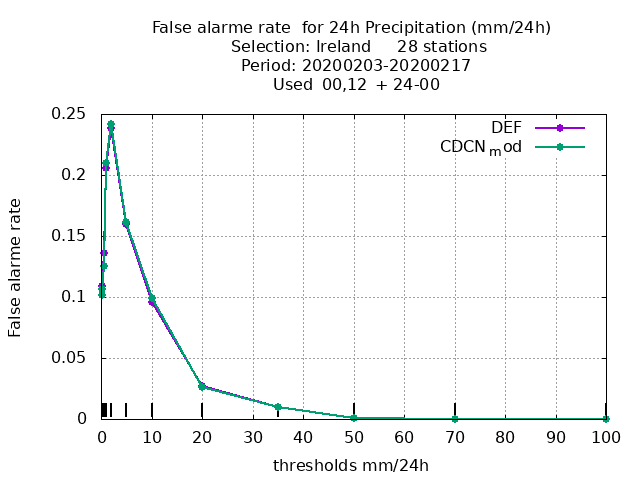 False alarme rate  for 24h Precipitation (mm/24h)
Selection: Ireland     28 stations
Period: 20200203-20200217
Used  00,12  + 24-00
DEF
CDCN_mod
False alarme rate
0.25
0.2
0.15
0.1
0.05
0
0 10 20 30 40 50 60 70 80 90 100
thresholds mm/24h